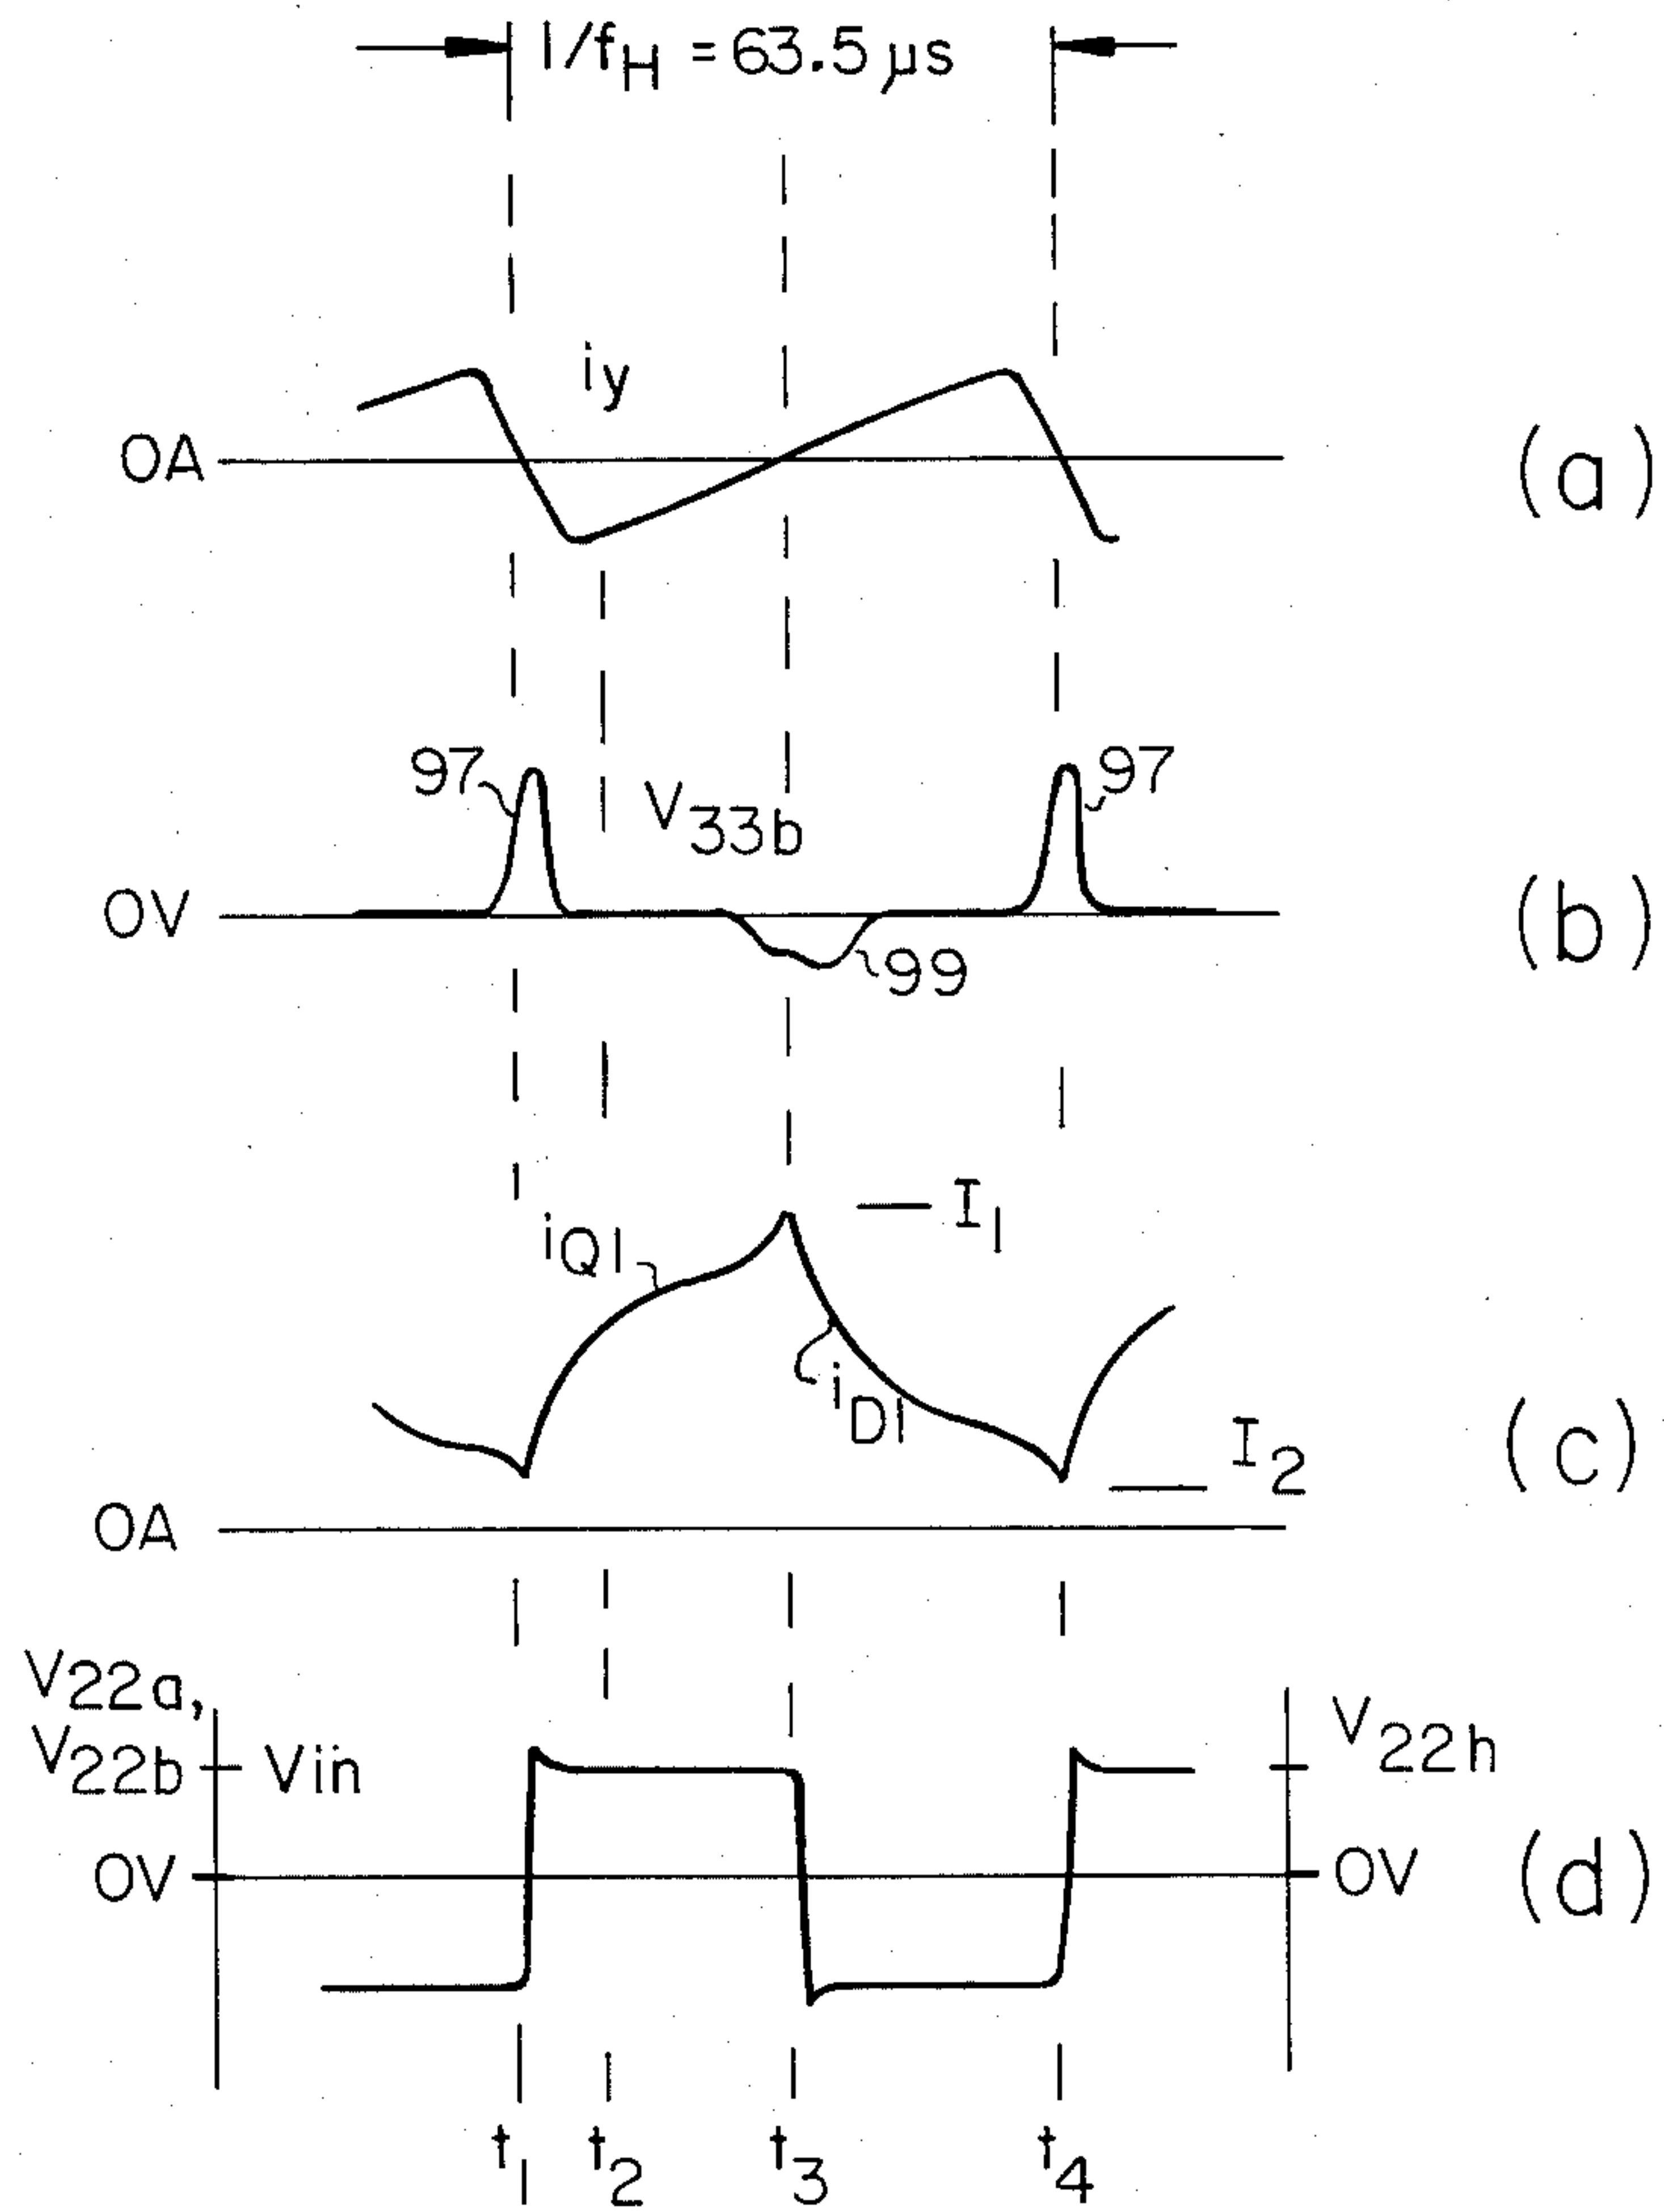 1/fH = 63.5 µs
iy
OA
(a)
97
97
V33b
OV
(b)
99
I1
iQ1
iD1
I2
(c)
OA
V22a,
V22b
Vin
V22h
OV
OV
(d)
t1 t2 t3 t4